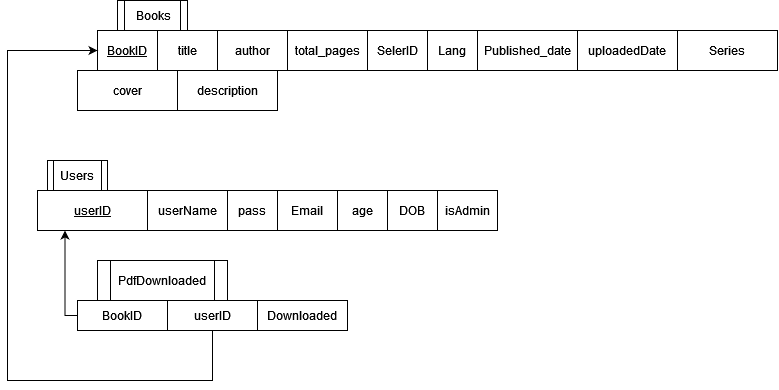 Books
BookID title author total_pages SelerID Lang Published_date uploadedDate Series
cover description
Users
userID userName pass Email age DOB isAdmin
PdfDownloaded
BookID userID Downloaded